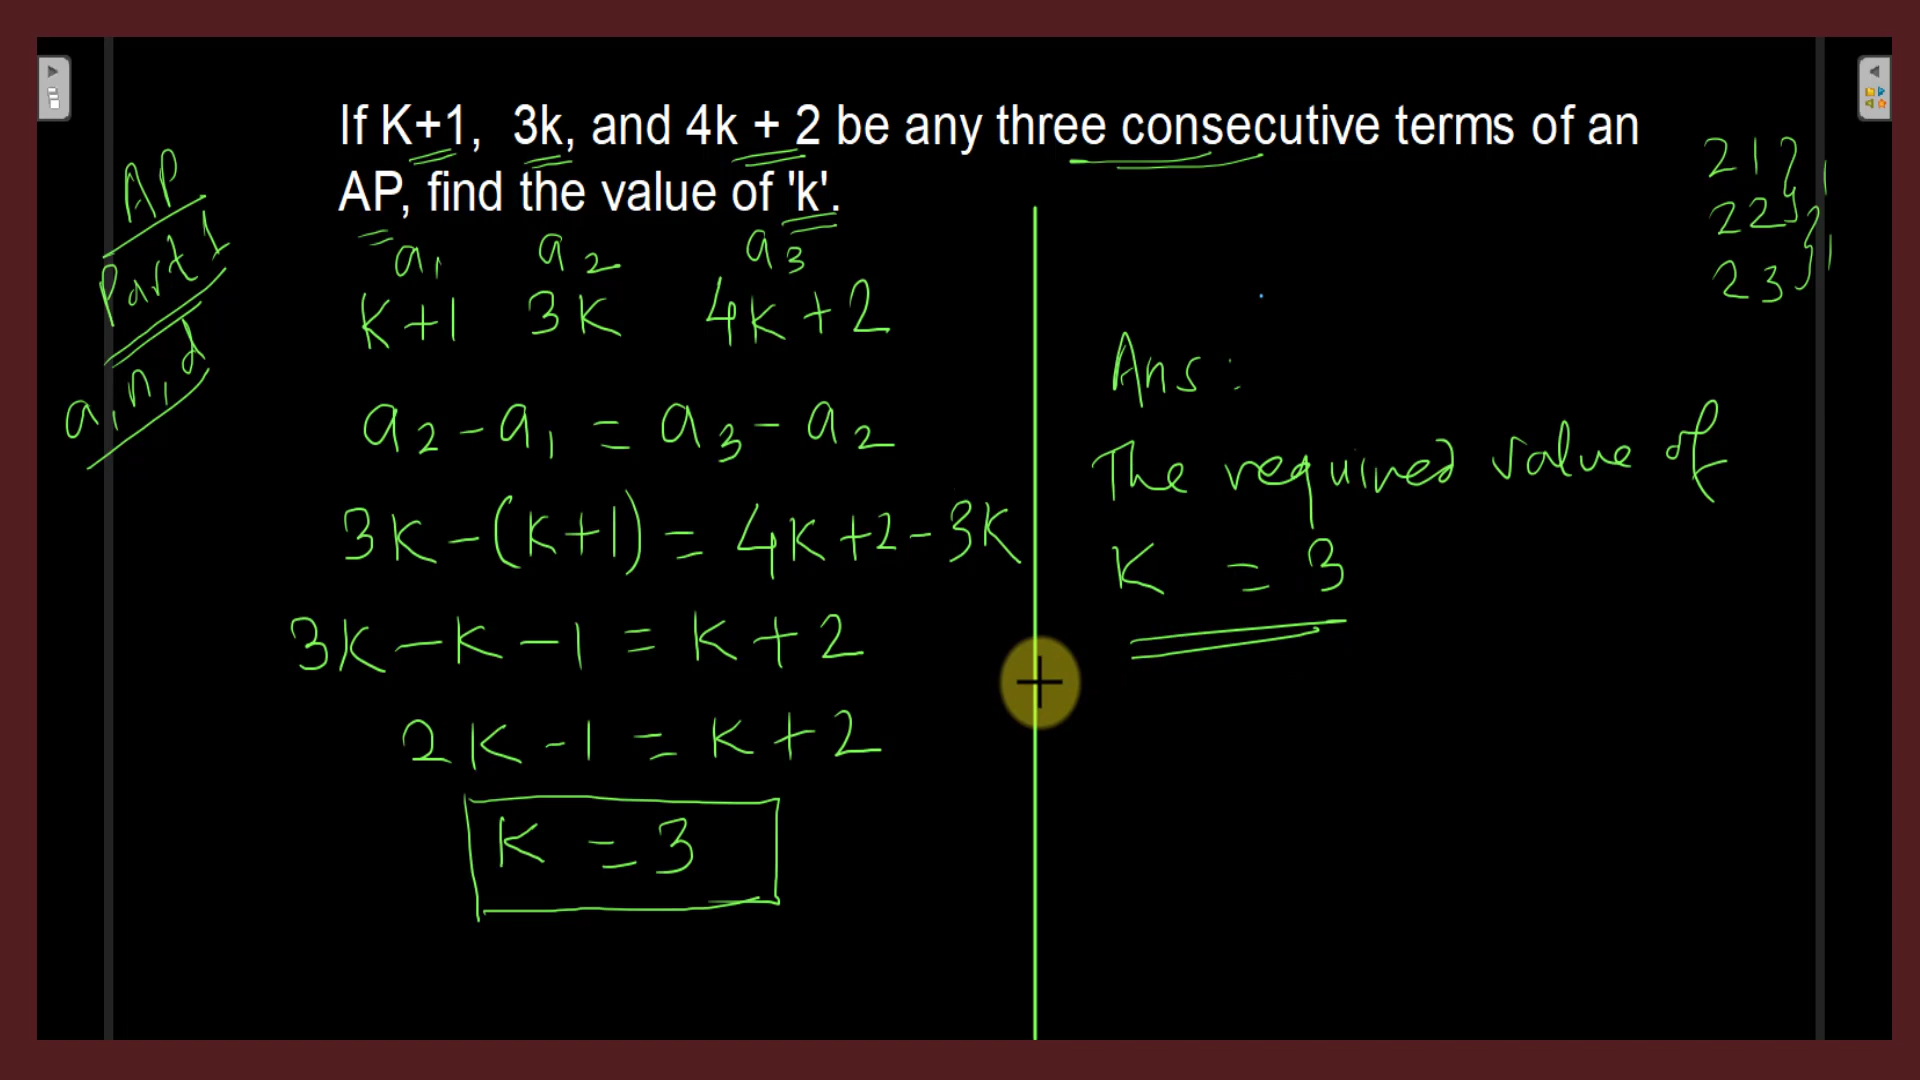 If K+1, 3k, and 4k + 2 be any three consecutive terms of an
AP, find the value of 'k'.
AP
Part 1
a, n, d
21
22
23
1
1
a₁ a₂ a₃
K+1 3K 4K+2
a₂-a₁ = a₃-a₂
3K-(K+1) = 4K+2-3K
3K-K-1 = K+2
2K-1 = K+2
K = 3
Ans:
The required value of
K = 3